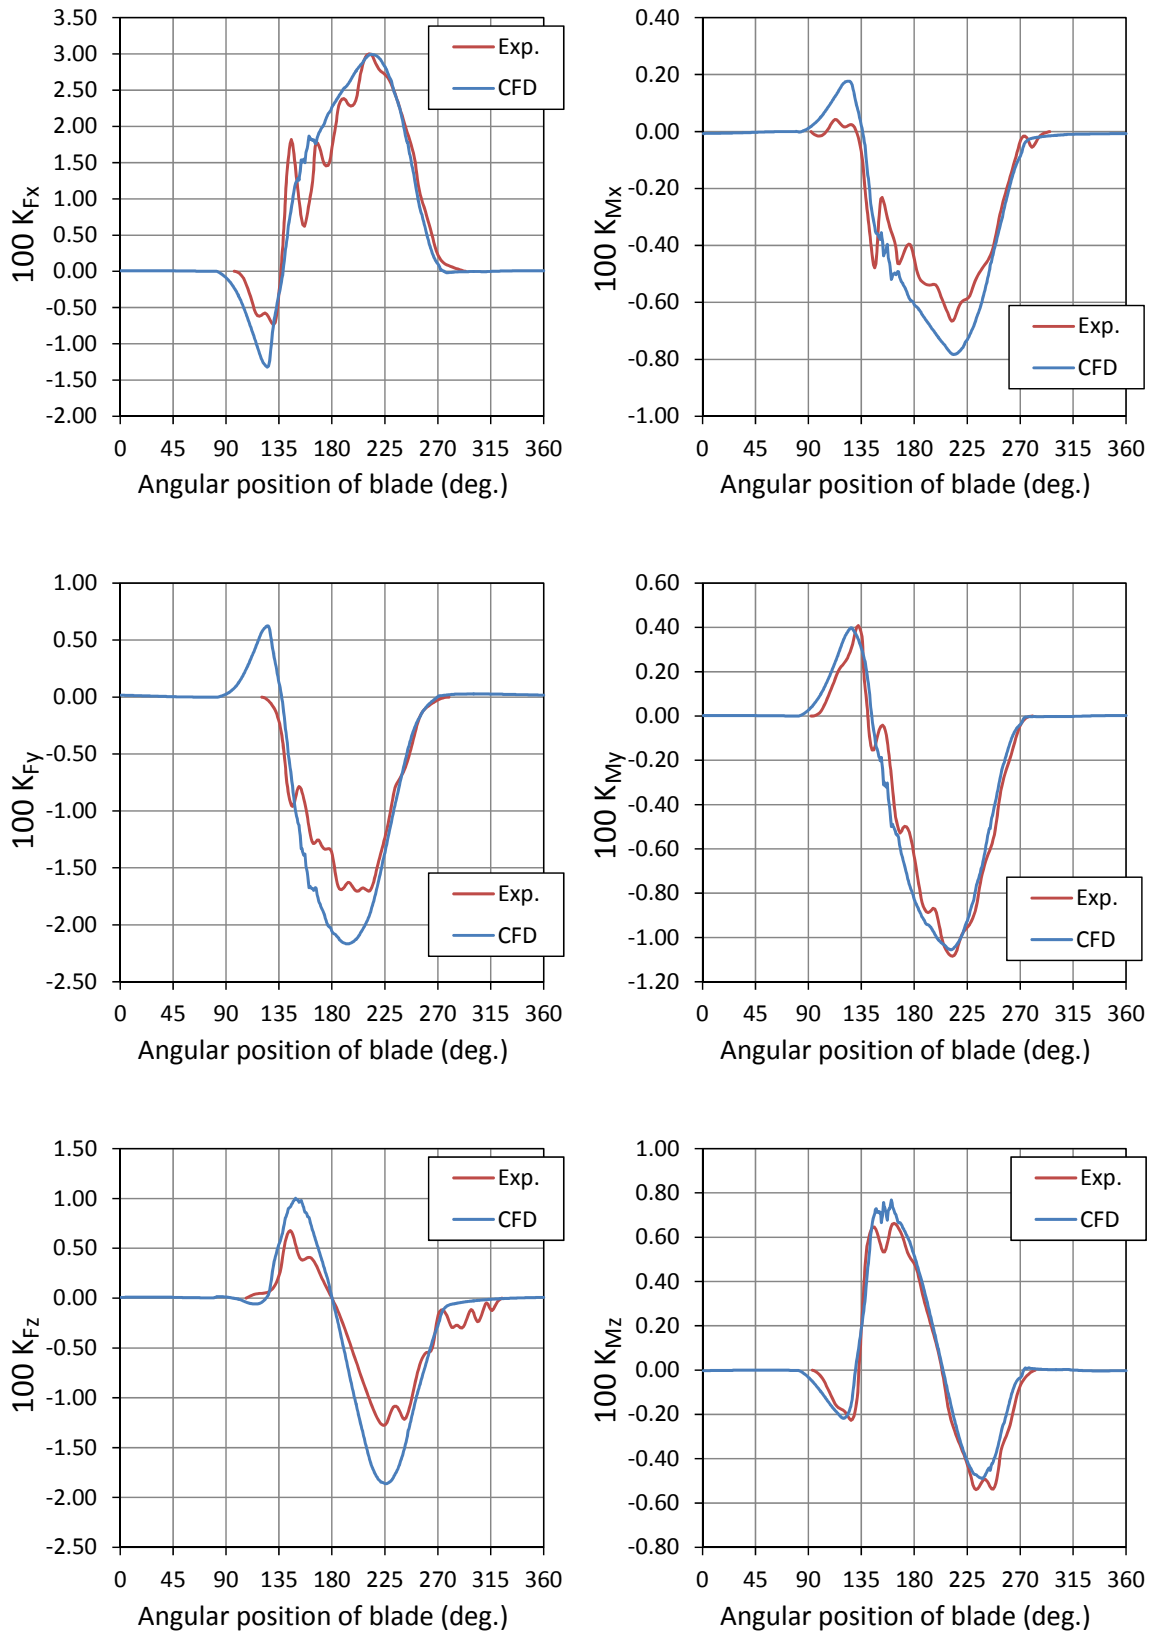 3.50
3.00
2.50
2.00
1.50
1.00
0.50
0.00
-0.50
-1.00
-1.50
-2.00
100 KFx
Exp.
CFD
0 45 90 135 180 225 270 315 360
Angular position of blade (deg.)
0.40
0.20
0.00
-0.20
-0.40
-0.60
-0.80
-1.00
100 KMx
Exp.
CFD
0 45 90 135 180 225 270 315 360
Angular position of blade (deg.)
1.00
0.50
0.00
-0.50
-1.00
-1.50
-2.00
-2.50
100 KFy
Exp.
CFD
0 45 90 135 180 225 270 315 360
Angular position of blade (deg.)
0.60
0.40
0.20
0.00
-0.20
-0.40
-0.60
-0.80
-1.00
-1.20
100 KMy
Exp.
CFD
0 45 90 135 180 225 270 315 360
Angular position of blade (deg.)
1.50
1.00
0.50
0.00
-0.50
-1.00
-1.50
-2.00
-2.50
100 KFz
Exp.
CFD
0 45 90 135 180 225 270 315 360
Angular position of blade (deg.)
1.00
0.80
0.60
0.40
0.20
0.00
-0.20
-0.40
-0.60
-0.80
100 KMz
Exp.
CFD
0 45 90 135 180 225 270 315 360
Angular position of blade (deg.)